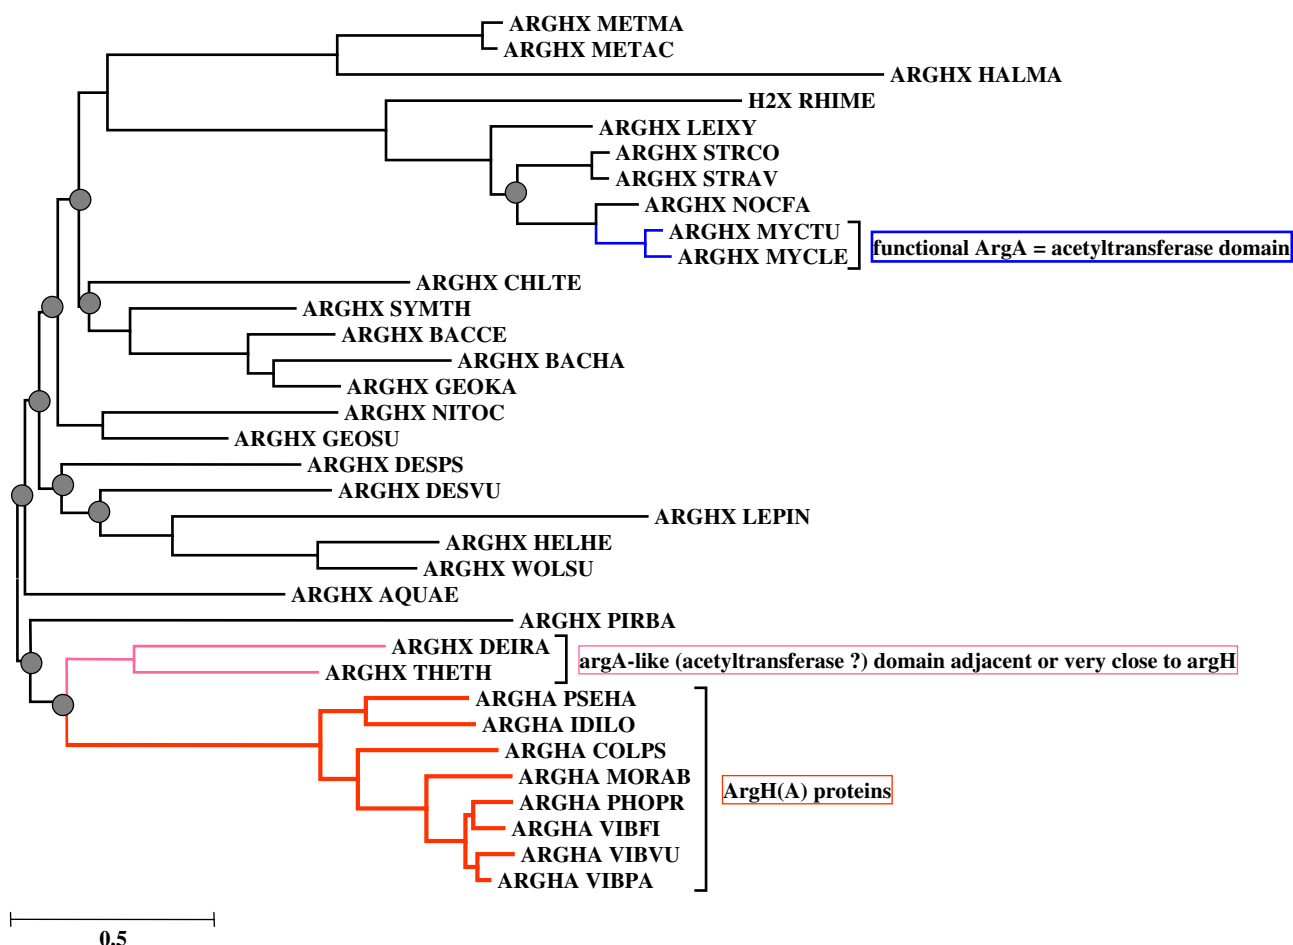 ARGHX METMA
ARGHX METAC
ARGHX HALMA
H2X RHIME
ARGHX LEIXY
ARGHX STRCO
ARGHX STRAV
ARGHX NOCFA
ARGHX MYCTU
functional ArgA = acetyltransferase domain
ARGHX MYCLE
ARGHX CHLTE
ARGHX SYMTH
ARGHX BACCE
ARGHX BACHA
ARGHX GEOKA
ARGHX NITOC
ARGHX GEOSU
ARGHX DESPS
ARGHX DESVU
ARGHX LEPIN
ARGHX HELHE
ARGHX WOLSU
ARGHX AQUAE
ARGHX PIRBA
ARGHX DEIRA
argA-like (acetyltransferase ?) domain adjacent or very close to argH
ARGHX THETH
ARGHA PSEHA
ARGHA IDILO
ARGHA COLPS
ARGHA MORAB
ArgH(A) proteins
ARGHA PHOPR
ARGHA VIBFI
ARGHA VIBVU
ARGHA VIBPA
0.5